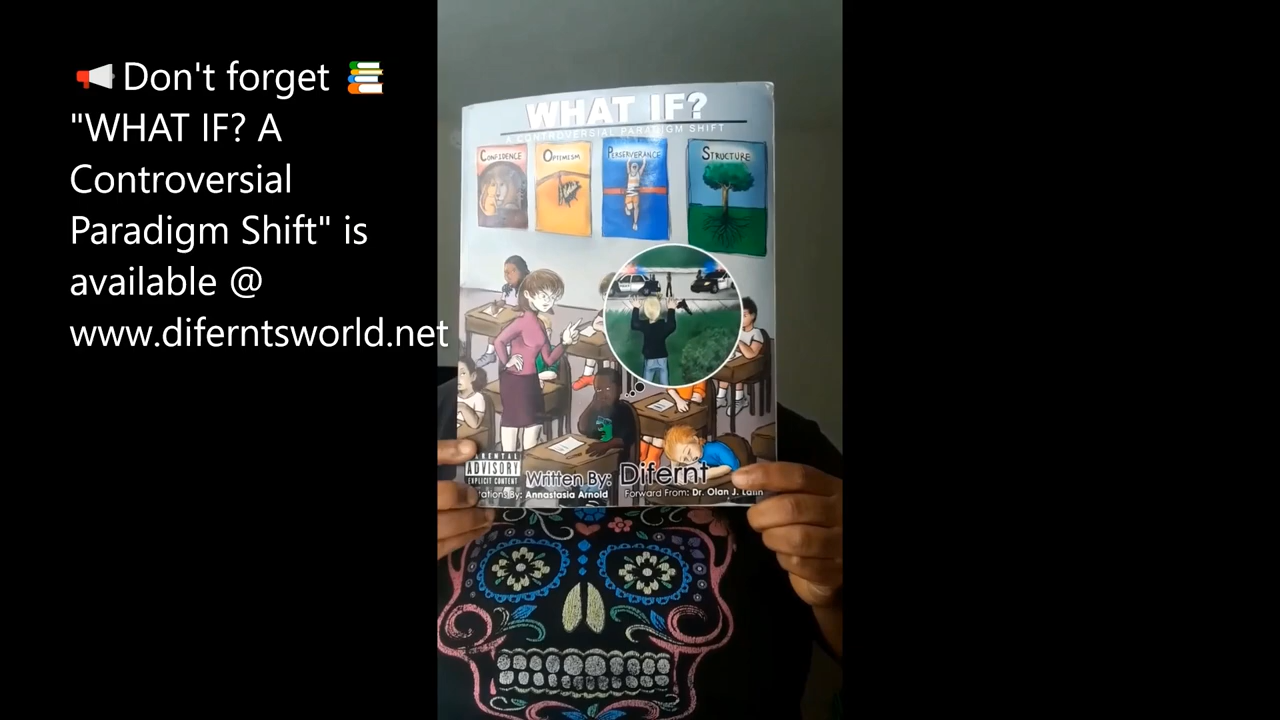 📢Don't forget 📚
"WHAT IF? A
Controversial
Paradigm Shift" is
available @
www.diferntsworld.net
WHAT IF?
A CONTROVERSIAL PARADIGM SHIFT
CONFIDENCE
OPTIMISM
PERSERVERANCE
STRUCTURE
PARENTAL
ADVISORY
EXPLICIT CONTENT
Written By: Difernt
By: Annastasia Arnold
Forward From: Dr. Olan J.